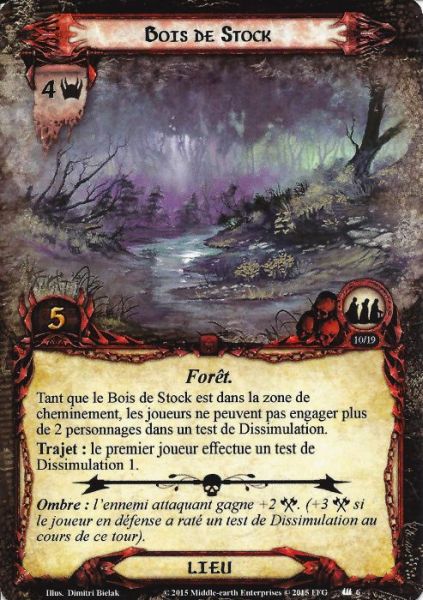 Bois de Stock
4
5
10/19
Forêt.
Tant que le Bois de Stock est dans la zone de
cheminement, les joueurs ne peuvent pas engager plus
de 2 personnages dans un test de Dissimulation.
Trajet : le premier joueur effectue un test de
Dissimulation 1.
Ombre : l'ennemi attaquant gagne +2 . (+3 si
le joueur en défense a raté un test de Dissimulation au
cours de ce tour).
LIEU
Illus. Dimitri Bielak © 2015 Middle-earth Enterprises © 2015 FFG 6